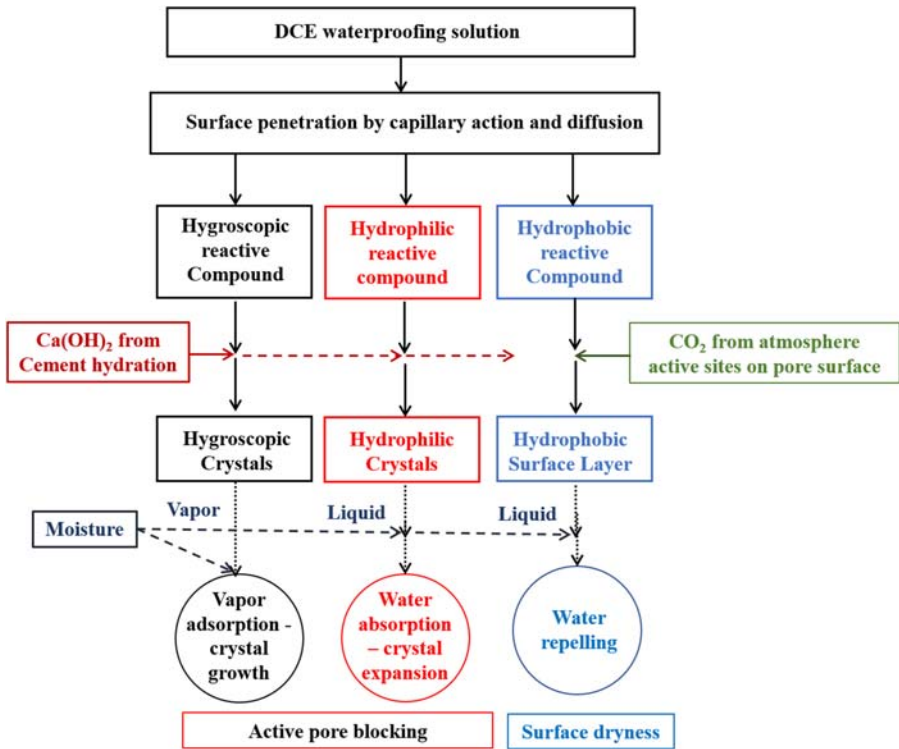 DCE waterproofing solution
Surface penetration by capillary action and diffusion
Hygroscopic
reactive
Compound
Hydrophilic
reactive
compound
Hydrophobic
reactive
Compound
Ca(OH)₂ from
Cement hydration
CO₂ from atmosphere
active sites on pore surface
Hygroscopic
Crystals
Hydrophilic
Crystals
Hydrophobic
Surface Layer
Moisture
Vapor
Liquid
Liquid
Vapor
adsorption -
crystal
growth
Water
absorption
– crystal
expansion
Water
repelling
Active pore blocking
Surface dryness